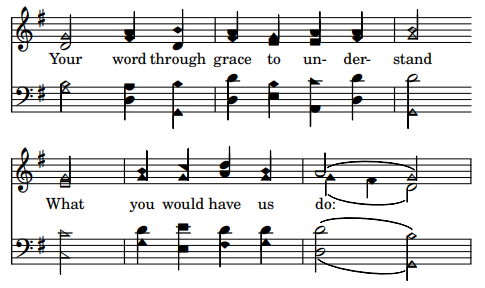 Your word through grace to un- der- stand
What you would have us do: